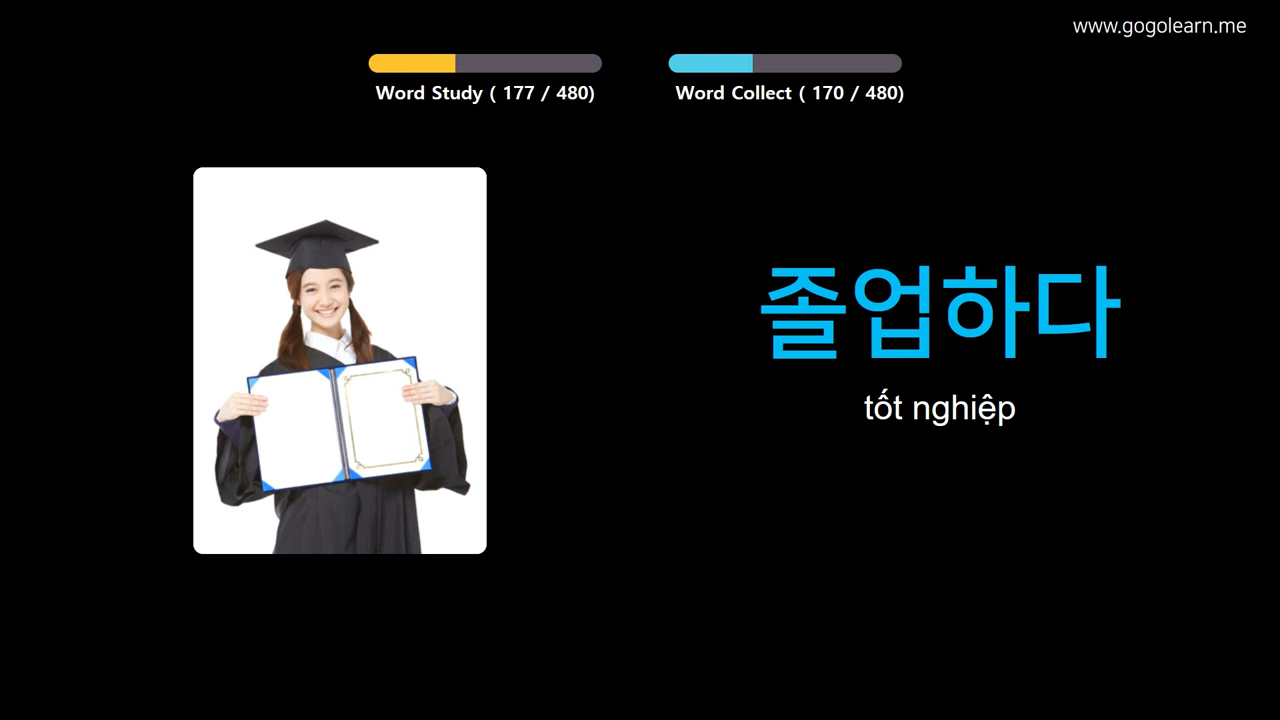 www.gogolearn.me
Word Study ( 177 / 480)
Word Collect ( 170 / 480)
졸업하다
tốt nghiệp